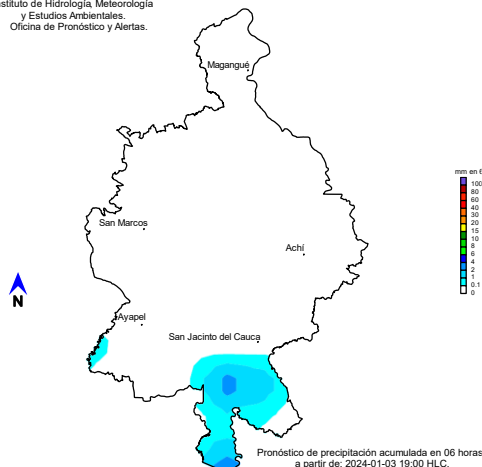 stituto de Hidrología, Meteorología
y Estudios Ambientales.
Oficina de Pronóstico y Alertas.
Magangué
mm en 6
100
80
60
40
30
20
15
10
8
6
4
2
1
0.1
0
San Marcos
Achí
N
Ayapel
San Jacinto del Cauca
Pronóstico de precipitación acumulada en 06 horas
a partir de: 2024-01-03 19:00 HLC.